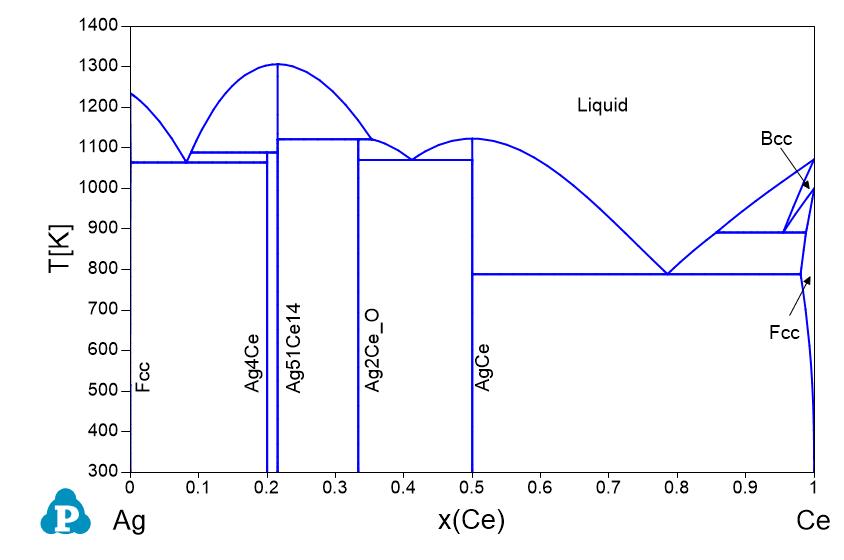 1400
1300
1200
1100
1000
900
800
700
600
500
400
300
T[K]
Liquid
Bcc
Fcc
Fcc
Ag4Ce
Ag51Ce14
Ag2Ce_O
AgCe
0 0.1 0.2 0.3 0.4 0.5 0.6 0.7 0.8 0.9 1
P Ag x(Ce) Ce